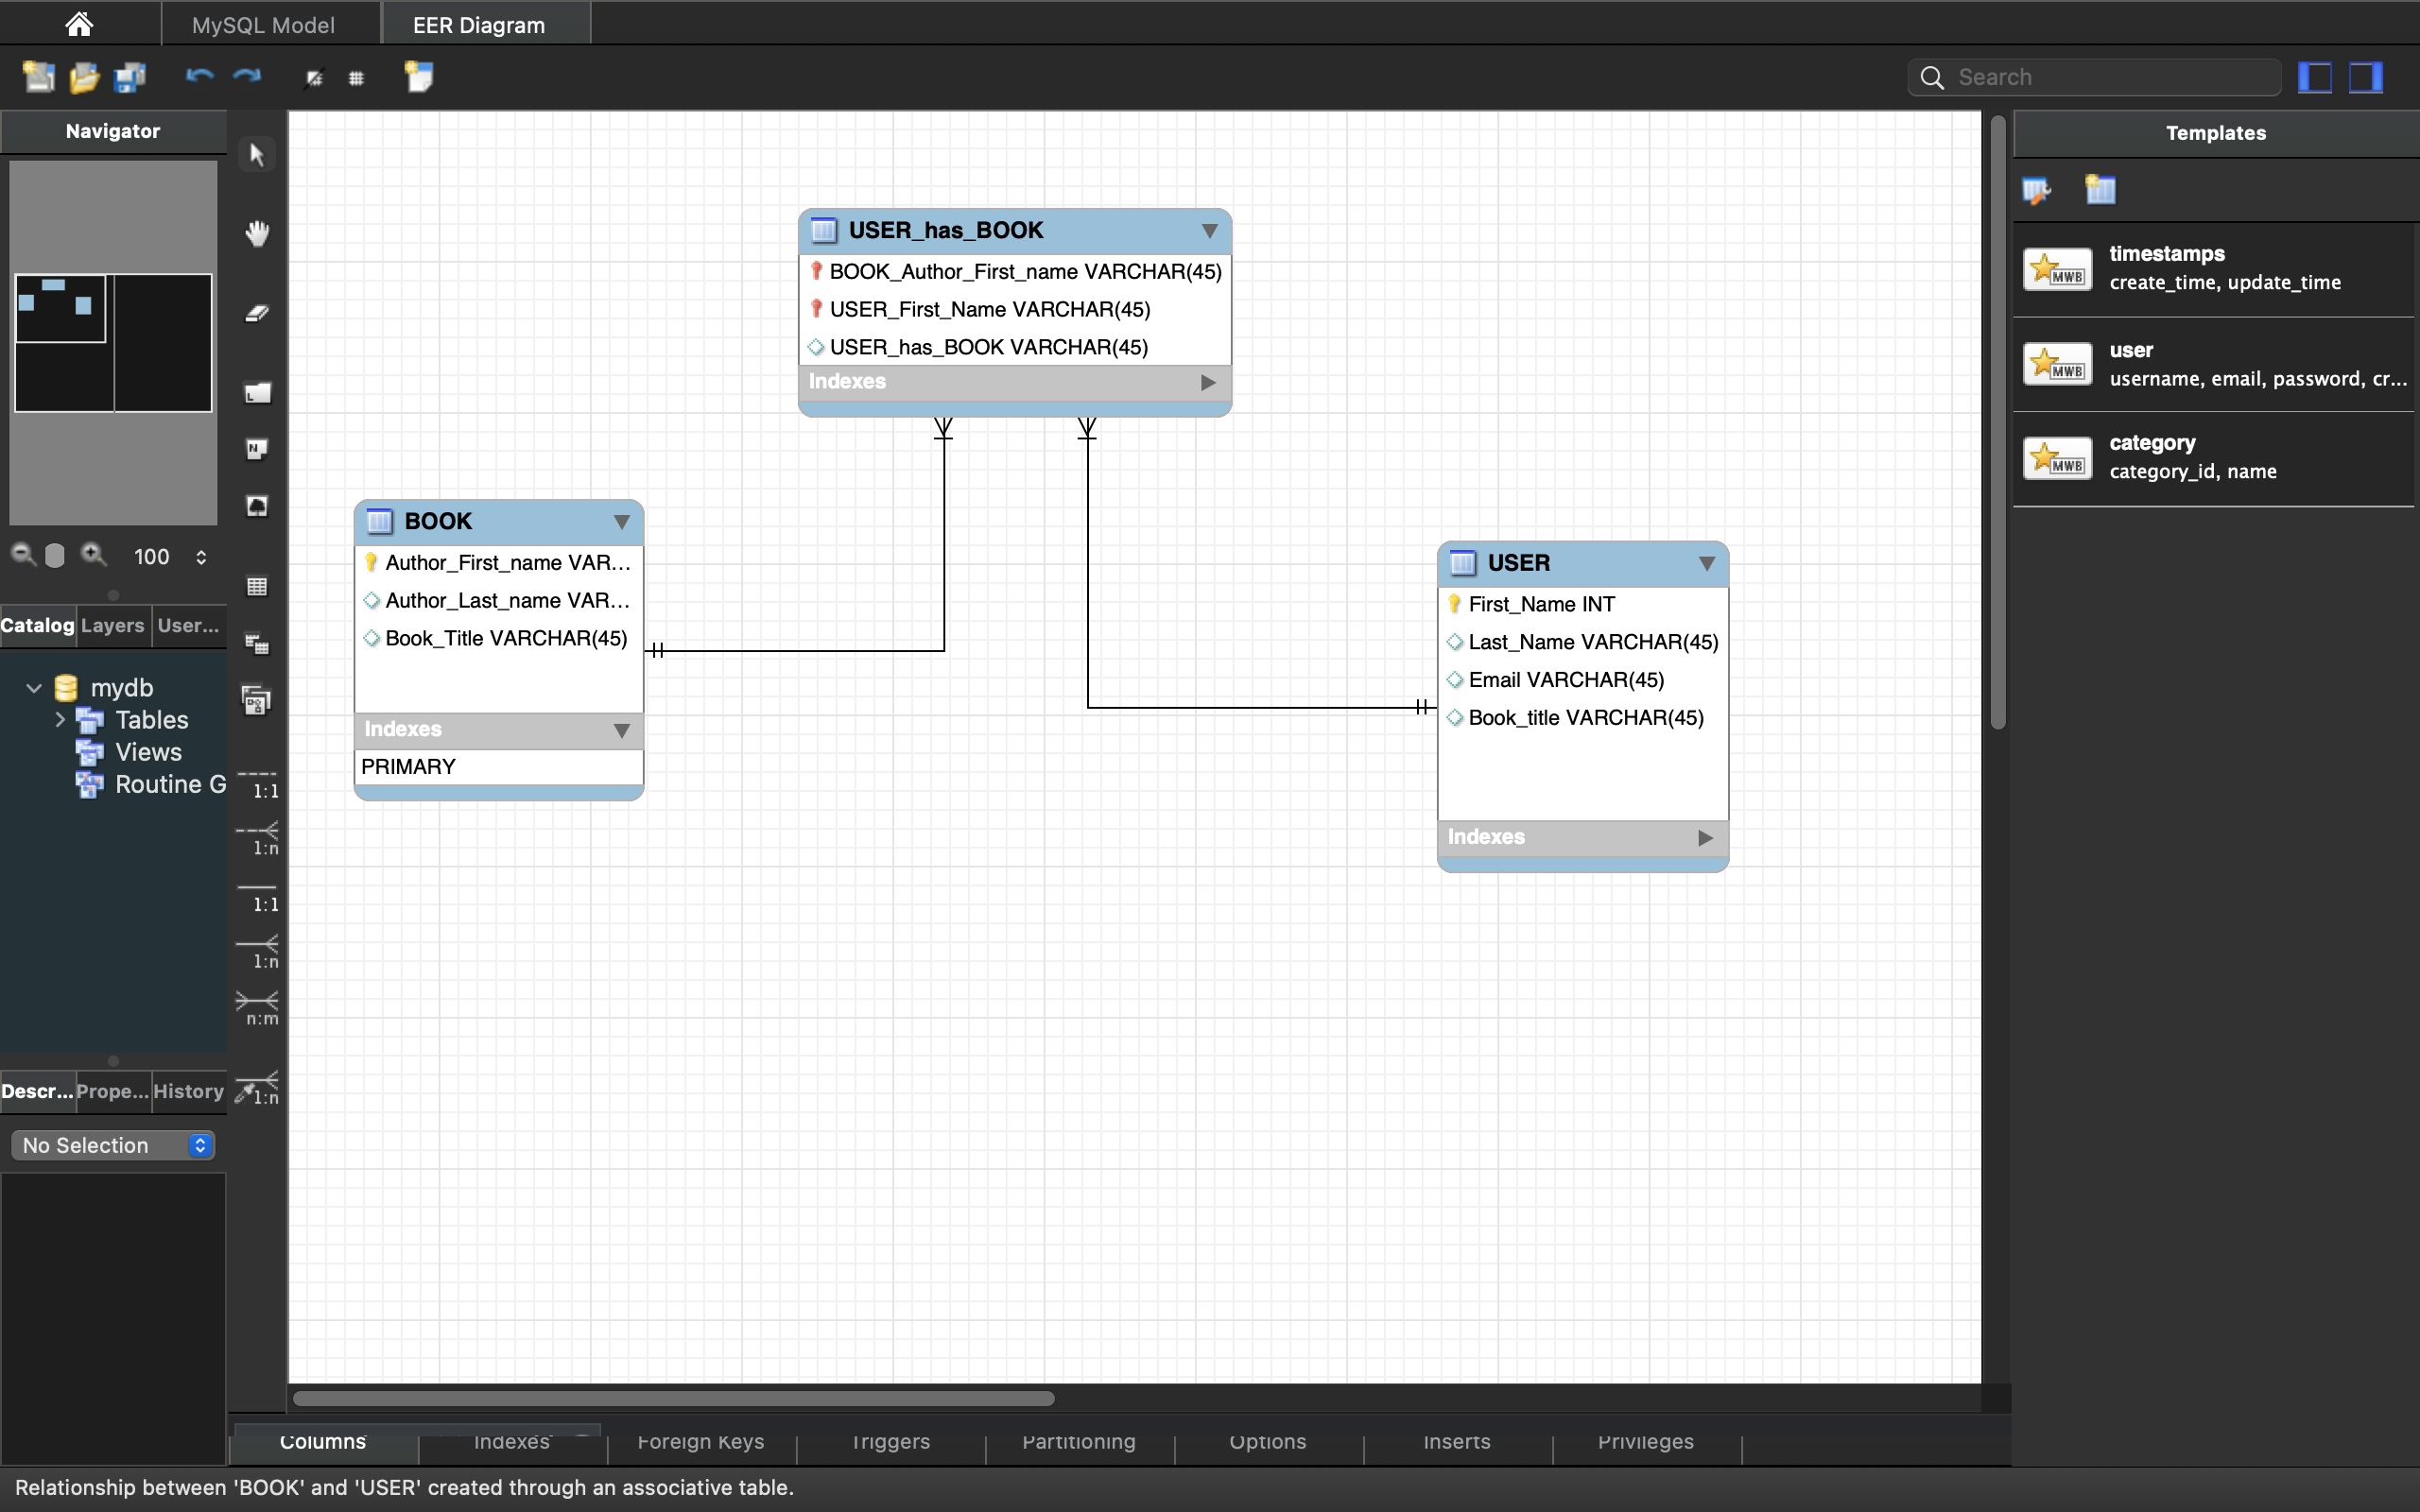 MySQL Model
EER Diagram
Search
Navigator
100
Catalog
Layers
User...
mydb
Tables
Views
Routine G
Descr...
Prope...
History
No Selection
L
N
1:1
1:n
1:1
1:n
n:m
1:n
USER_has_BOOK
BOOK_Author_First_name VARCHAR(45)
USER_First_Name VARCHAR(45)
USER_has_BOOK VARCHAR(45)
Indexes
BOOK
Author_First_name VAR...
Author_Last_name VAR...
Book_Title VARCHAR(45)
Indexes
PRIMARY
USER
First_Name INT
Last_Name VARCHAR(45)
Email VARCHAR(45)
Book_title VARCHAR(45)
Indexes
Templates
MWB
timestamps
create_time, update_time
MWB
user
username, email, password, cr...
MWB
category
category_id, name
Columns
Indexes
Foreign Keys
Triggers
Partitioning
Options
Inserts
Privileges
Relationship between 'BOOK' and 'USER' created through an associative table.